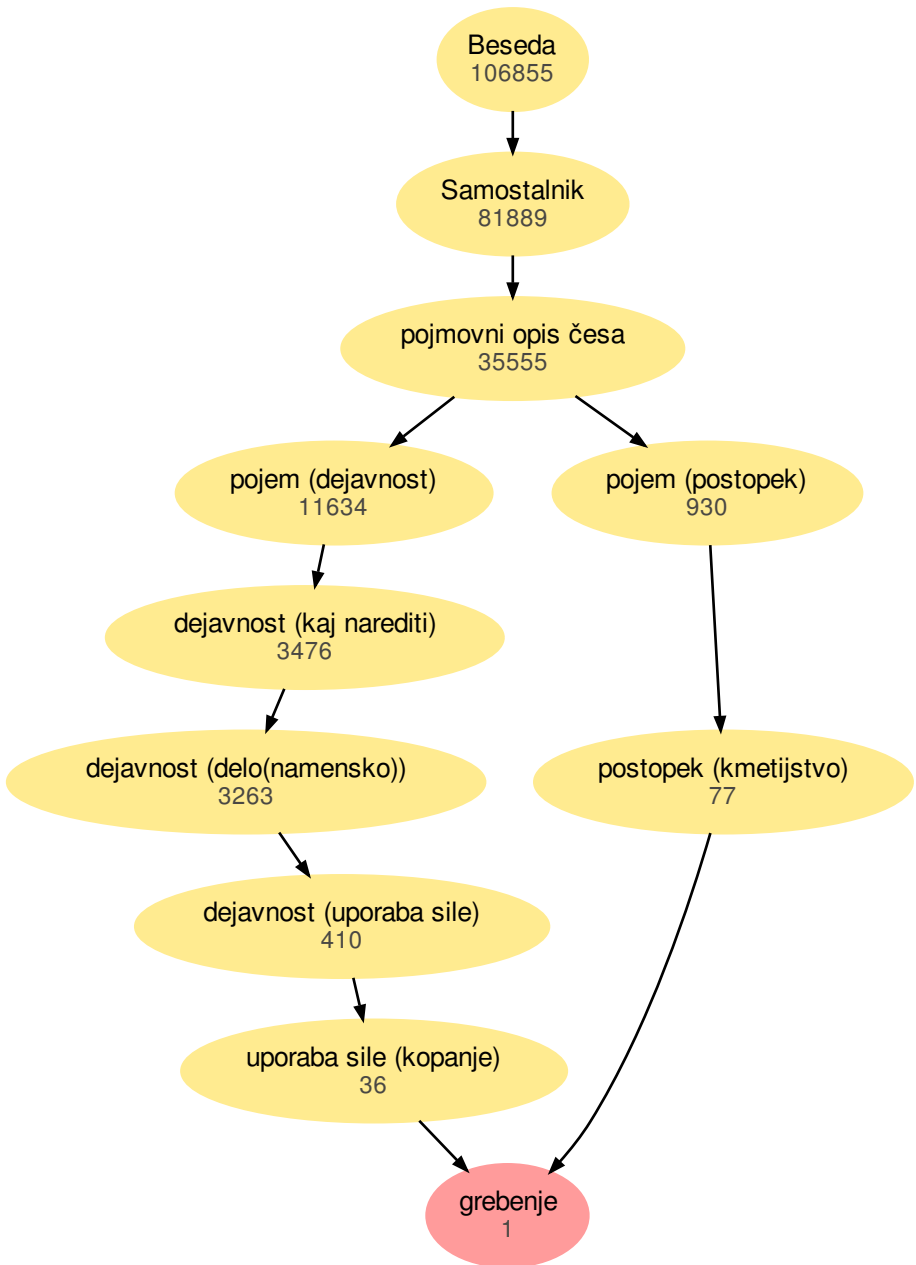 Beseda
106855
Samostalnik
81889
pojmovni opis česa
35555
pojem (dejavnost)
11634
pojem (postopek)
930
dejavnost (kaj narediti)
3476
dejavnost (delo(namensko))
3263
postopek (kmetijstvo)
77
dejavnost (uporaba sile)
410
uporaba sile (kopanje)
36
grebenje
1